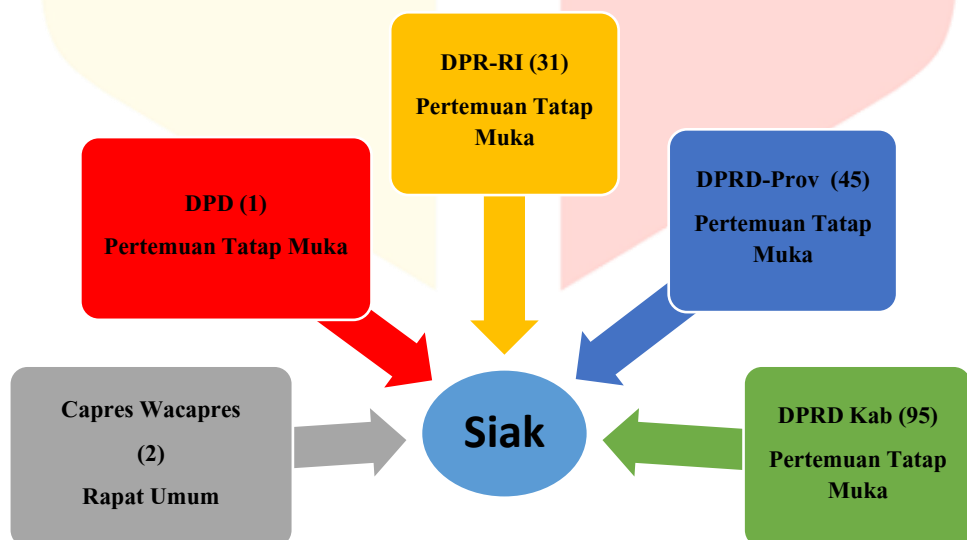 DPR-RI (31)
Pertemuan Tatap
Muka
DPD (1)
Pertemuan Tatap Muka
DPRD-Prov (45)
Pertemuan Tatap
Muka
Capres Wacapres
(2)
Rapat Umum
Siak
DPRD Kab (95)
Pertemuan Tatap
Muka